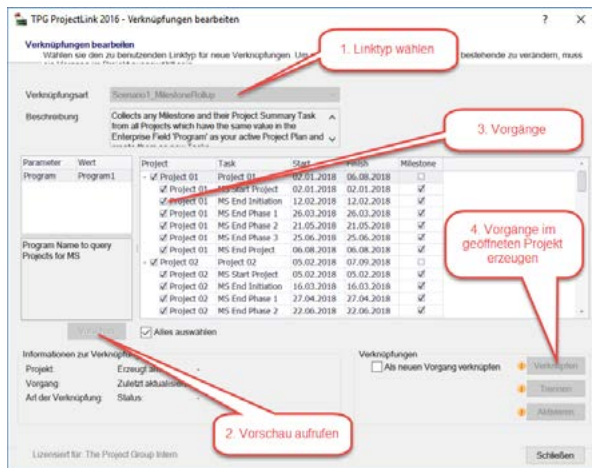 TPG ProjectLink 2016 - Verknüpfungen bearbeiten
? X
Verknüpfungen bearbeiten
Wählen sie den zu benutzenden Linktyp für neue Verknüpfungen. Um bestehende zu verändern, muss
1. Linktyp wählen
Verknüpfungsart Scenario1_MilestoneRollup
Beschreibung Collects any Milestone and their Project Summary Task
from all Projects which have the same value in the
Enterprise Field 'Program' as your active Project Plan and
3. Vorgänge
Parameter Wert Project Task Start Finish Milestone
Program Program1 Project 01 Project 01 02.01.2018 06.08.2018
Project 01 MS Start Project 02.01.2018 02.01.2018
Project 01 MS End Initiation 12.02.2018 12.02.2018
Project 01 MS End Phase 1 26.03.2018 26.03.2018
Project 01 MS End Phase 2 21.05.2018 21.05.2018
Project 01 MS End Phase 3 25.06.2018 25.06.2018
Project 01 MS End Project 06.08.2018 06.08.2018
Program Name to query
Projects for MS
Project 02 Project 02 05.02.2018 07.09.2018
Project 02 MS Start Project 05.02.2018 05.02.2018
Project 02 MS End Initiation 16.03.2018 16.03.2018
Project 02 MS End Phase 1 27.04.2018 27.04.2018
Project 02 MS End Phase 2 22.06.2018 22.06.2018
4. Vorgänge im
geöffneten Projekt
erzeugen
Alles auswählen
Informationen zur Verknüpfu
Verknüpfungen
Projekt: Erzeugt am: -
Als neuen Vorgang verknüpfen
Verknüpfen
Vorgang: Zuletzt aktualisiert: -
Trennen
Art der Verknüpfung: Status: -
Aktivieren
2. Vorschau aufrufen
Lizensiert für: The Project Group Intern
Schließen